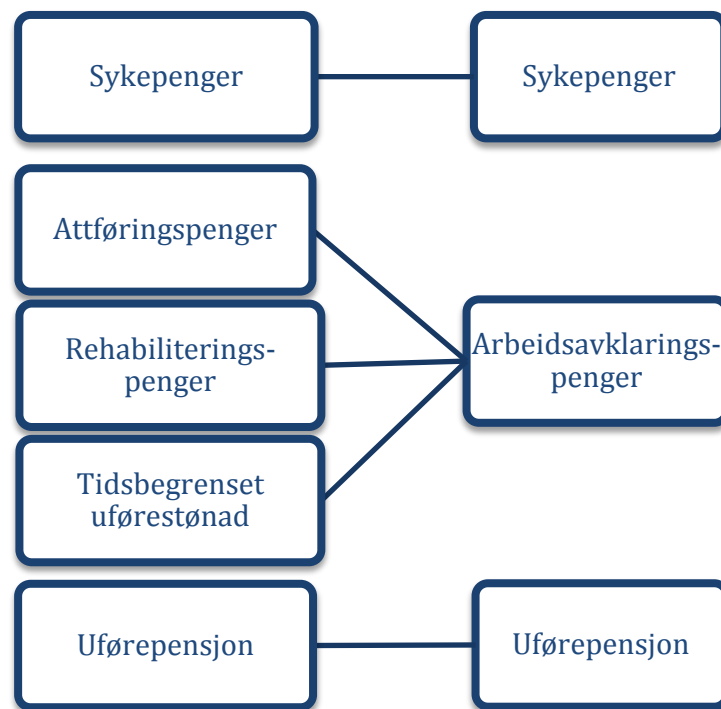 Sykepenger
Sykepenger
Attføringspenger
Rehabiliterings-
penger
Arbeidsavklarings-
penger
Tidsbegrenset
uførestønad
Uførepensjon
Uførepensjon